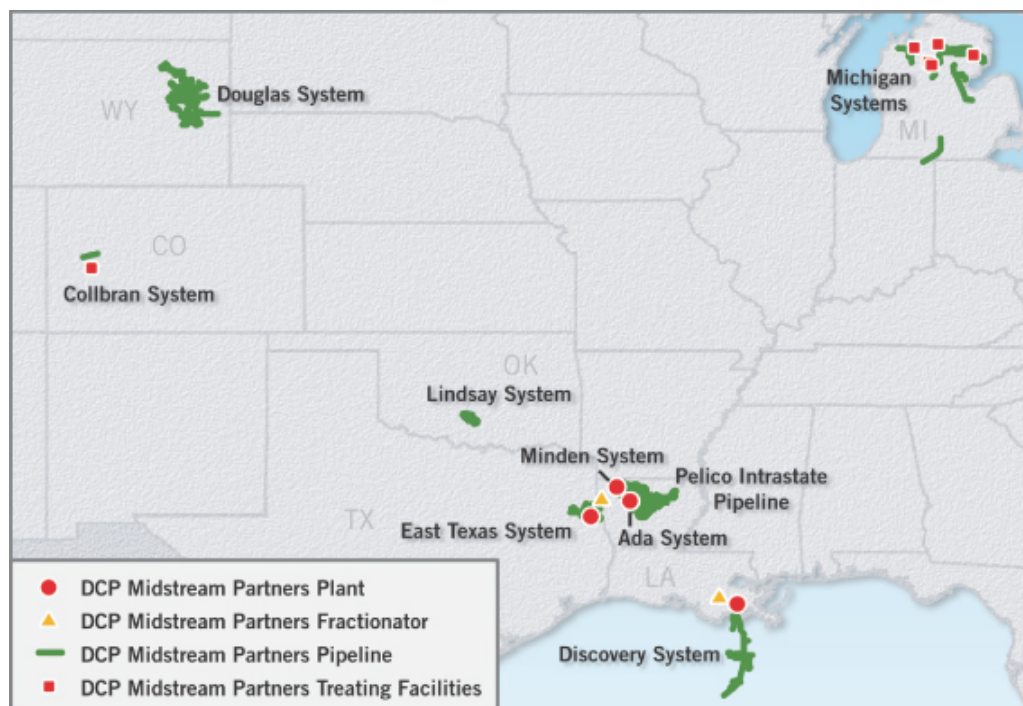 WY
Douglas System
Michigan
Systems
MI
CO
Collbran System
OK
Lindsay System
Minden System
Pelico Intrastate
Pipeline
TX
East Texas System
Ada System
LA
Discovery System
DCP Midstream Partners Plant
DCP Midstream Partners Fractionator
DCP Midstream Partners Pipeline
DCP Midstream Partners Treating Facilities